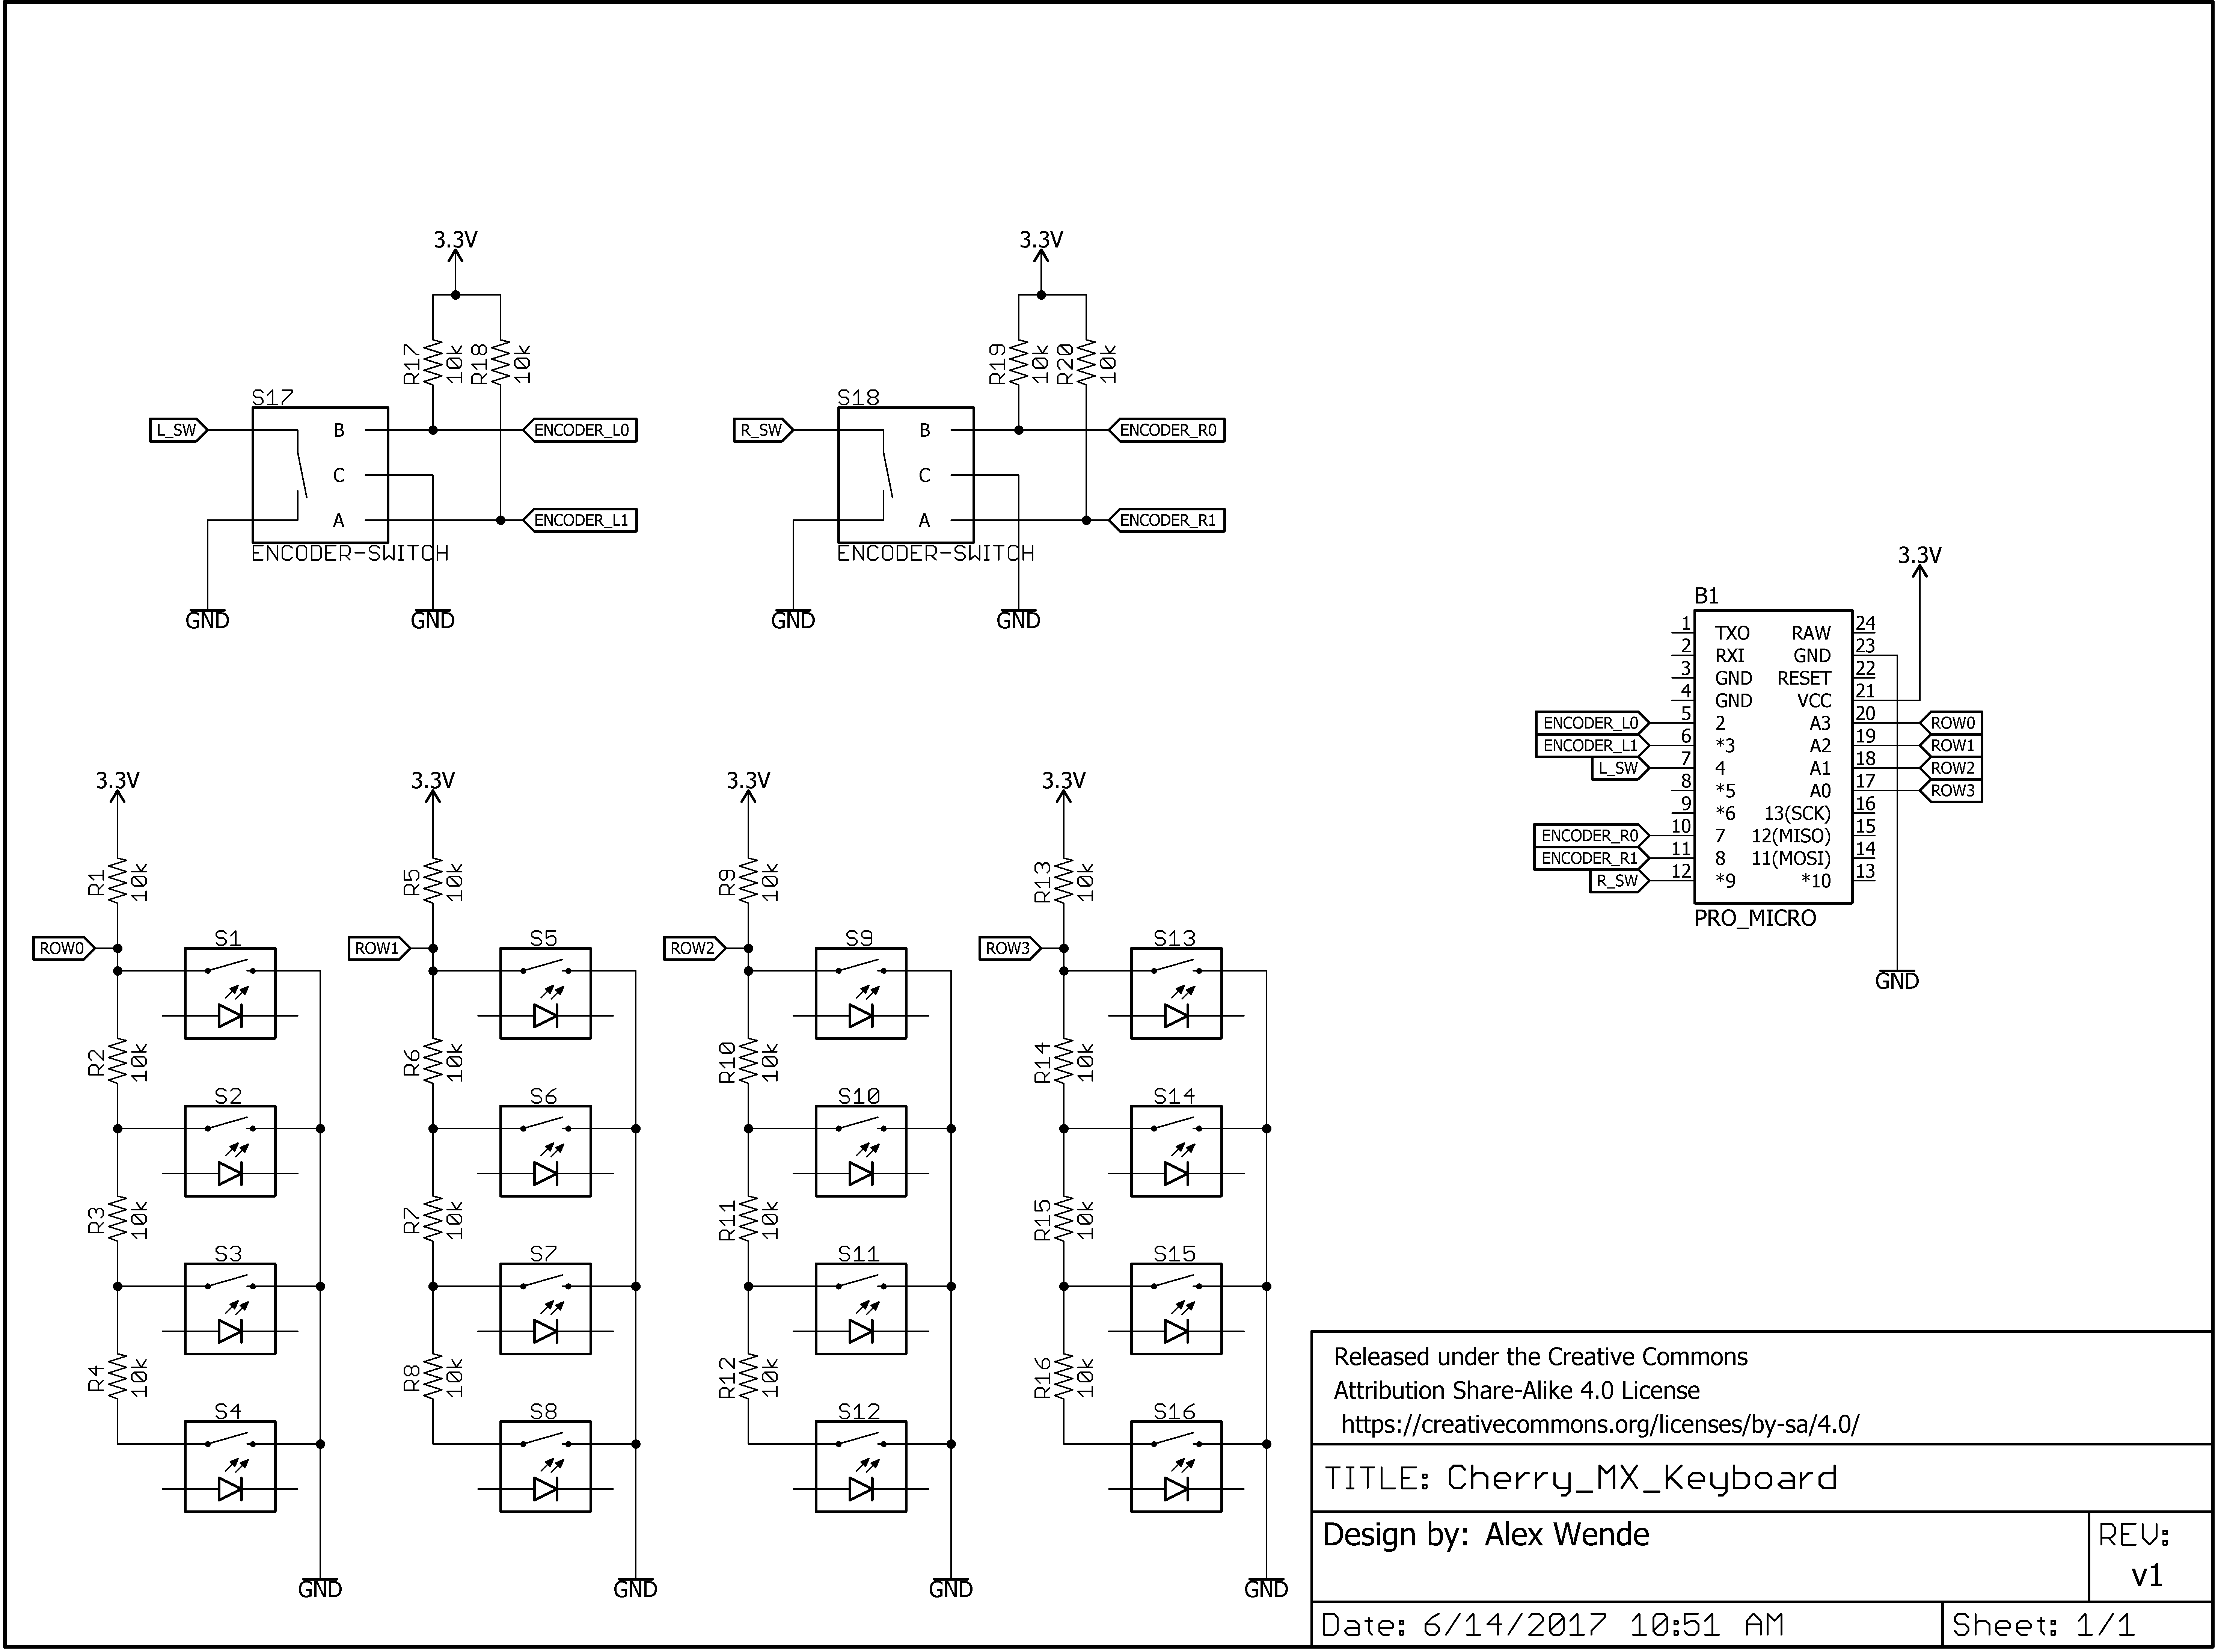 3.3V
R17
10k
R18
10k
S17
L_SW
B
C
A
ENCODER_L0
ENCODER_L1
ENCODER-SWITCH
GND
GND
3.3V
R19
10k
R20
10k
S18
R_SW
B
C
A
ENCODER_R0
ENCODER_R1
ENCODER-SWITCH
GND
GND
3.3V
B1
1 TXO RAW 24
2 RXI GND 23
3 GND RESET 22
4 GND VCC 21
ENCODER_L0 5 2 A3 20 ROW0
ENCODER_L1 6 *3 A2 19 ROW1
L_SW 7 4 A1 18 ROW2
8 *5 A0 17 ROW3
9 *6 13(SCK) 16
ENCODER_R0 10 7 12(MISO) 15
ENCODER_R1 11 8 11(MOSI) 14
R_SW 12 *9 *10 13
PRO_MICRO
GND
3.3V
R1
10k
ROW0
S1
R2
10k
S2
R3
10k
S3
R4
10k
S4
GND
3.3V
R5
10k
ROW1
S5
R6
10k
S6
R7
10k
S7
R8
10k
S8
GND
3.3V
R9
10k
ROW2
S9
R10
10k
S10
R11
10k
S11
R12
10k
S12
GND
3.3V
R13
10k
ROW3
S13
R14
10k
S14
R15
10k
S15
R16
10k
S16
GND
Released under the Creative Commons
Attribution Share-Alike 4.0 License
https://creativecommons.org/licenses/by-sa/4.0/
TITLE: Cherry_MX_Keyboard
Design by: Alex Wende
REV:
v1
Date: 6/14/2017 10:51 AM
Sheet: 1/1